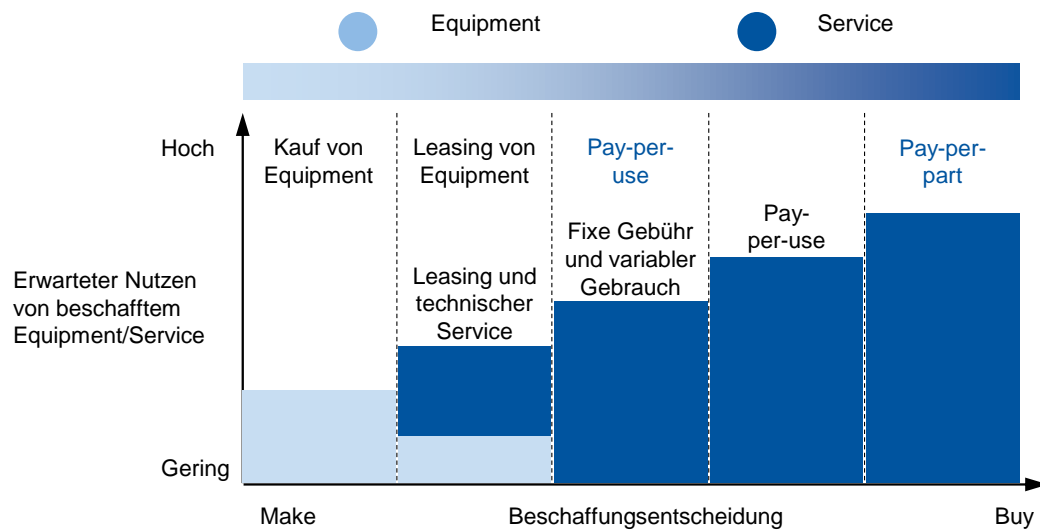 Equipment
Service
Hoch
Kauf von
Equipment
Leasing von
Equipment
Pay-per-
use
Pay-per-
part
Fixe Gebühr
und variabler
Gebrauch
Pay-
per-use
Leasing und
technischer
Service
Erwarteter Nutzen
von beschafftem
Equipment/Service
Gering
Make
Beschaffungsentscheidung
Buy